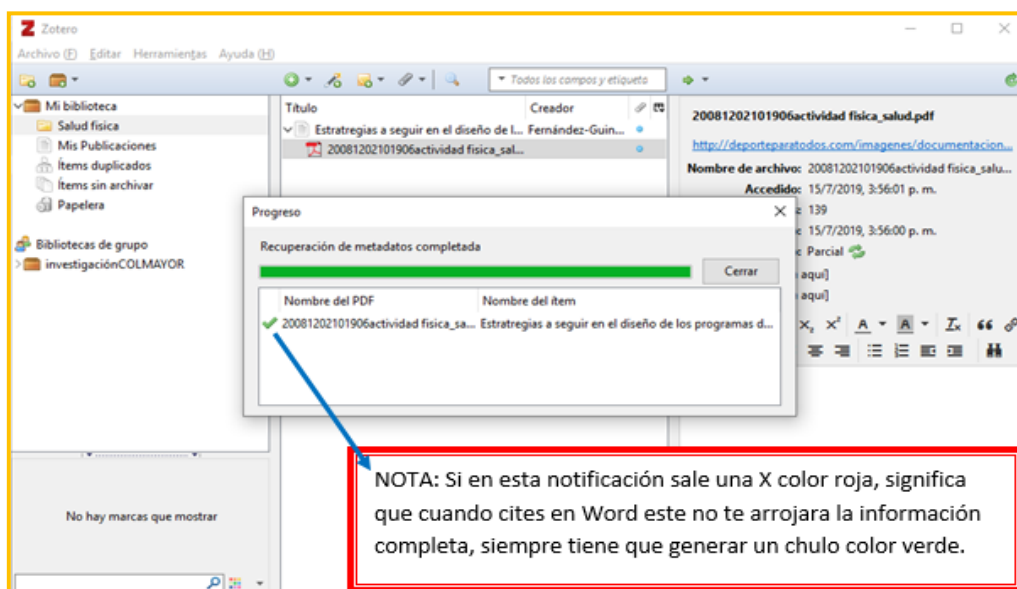 Zotero
Archivo (F) Editar Herramientas Ayuda (H)
Todos los campos y etiqueta
Mi biblioteca
Salud fisica
Mis Publicaciones
Ítems duplicados
Ítems sin archivar
Papelera
Bibliotecas de grupo
investigaciónCOLMAYOR
Título Creador
Estratregias a seguir en el diseño de l... Fernández-Guin...
20081202101906actividad fisica_sal...
20081202101906actividad fisica_salud.pdf
http://deporteparatodos.com/imagenes/documentacion...
Nombre de archivo: 20081202101906actividad fisica_salu...
Accedido: 15/7/2019, 3:56:01 p. m.
: 139
: 15/7/2019, 3:56:00 p. m.
: Parcial
aquí]
aquí]
Progreso
Recuperación de metadatos completada
Cerrar
Nombre del PDF Nombre del ítem
20081202101906actividad fisica_sa... Estratregias a seguir en el diseño de los programas d...
No hay marcas que mostrar
NOTA: Si en esta notificación sale una X color roja, significa
que cuando cites en Word este no te arrojara la información
completa, siempre tiene que generar un chulo color verde.